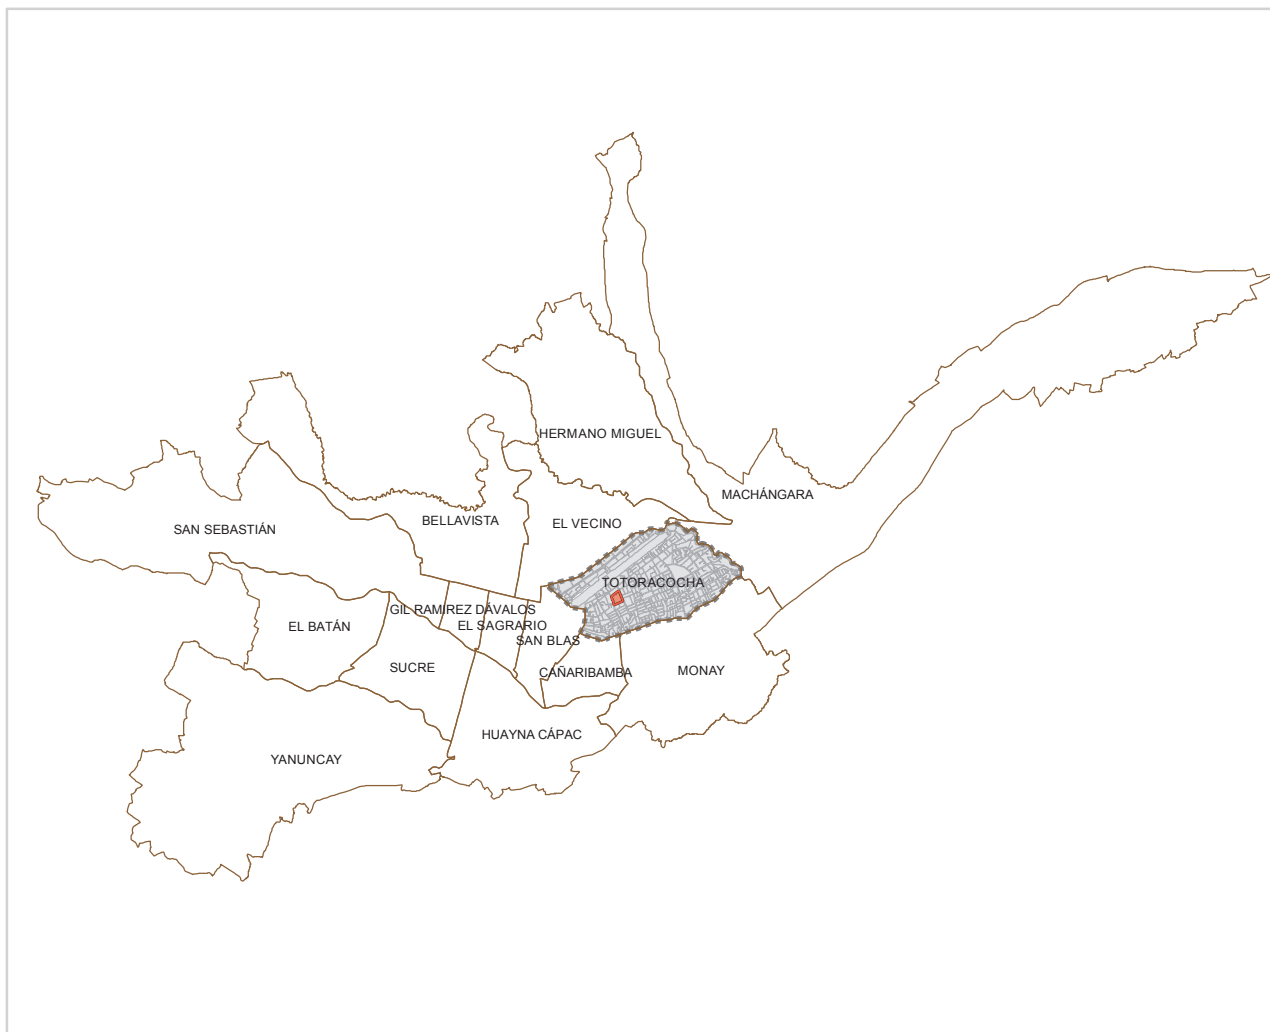 HERMANO MIGUEL
MACHÁNGARA
BELLAVISTA
EL VECINO
SAN SEBASTIÁN
TOTORACOCHA
GIL RAMIREZ DÁVALOS
EL SAGRARIO
EL BATÁN
SAN BLAS
SUCRE
CAÑARIBAMBA
MONAY
HUAYNA CÁPAC
YANUNCAY